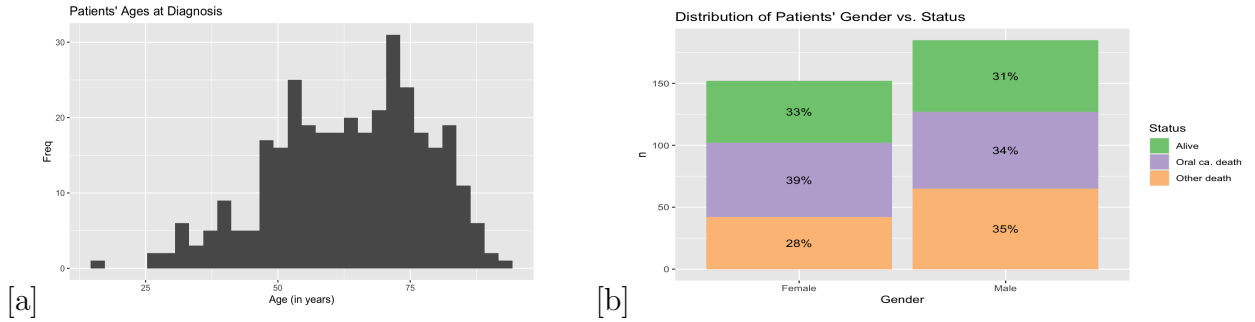 Patients' Ages at Diagnosis
30
20
10
0
Freq
25 50 75
Age (in years)
[a]
Distribution of Patients' Gender vs. Status
150
100
50
0
n
33%
39%
28%
31%
34%
35%
Female Male
Gender
Status
Alive
Oral ca. death
Other death
[b]